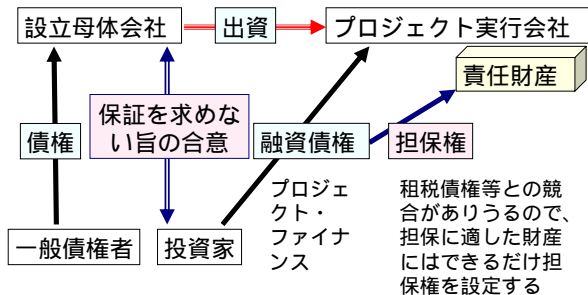 設立母体会社
出資
プロジェクト実行会社
責任財産
保証を求めな
い旨の合意
債権
融資債権
担保権
プロジェ
クト・
ファイナ
ンス
租税債権等との競
合がありうるので、
担保に適した財産
にはできるだけ担
保権を設定する
一般債権者
投資家